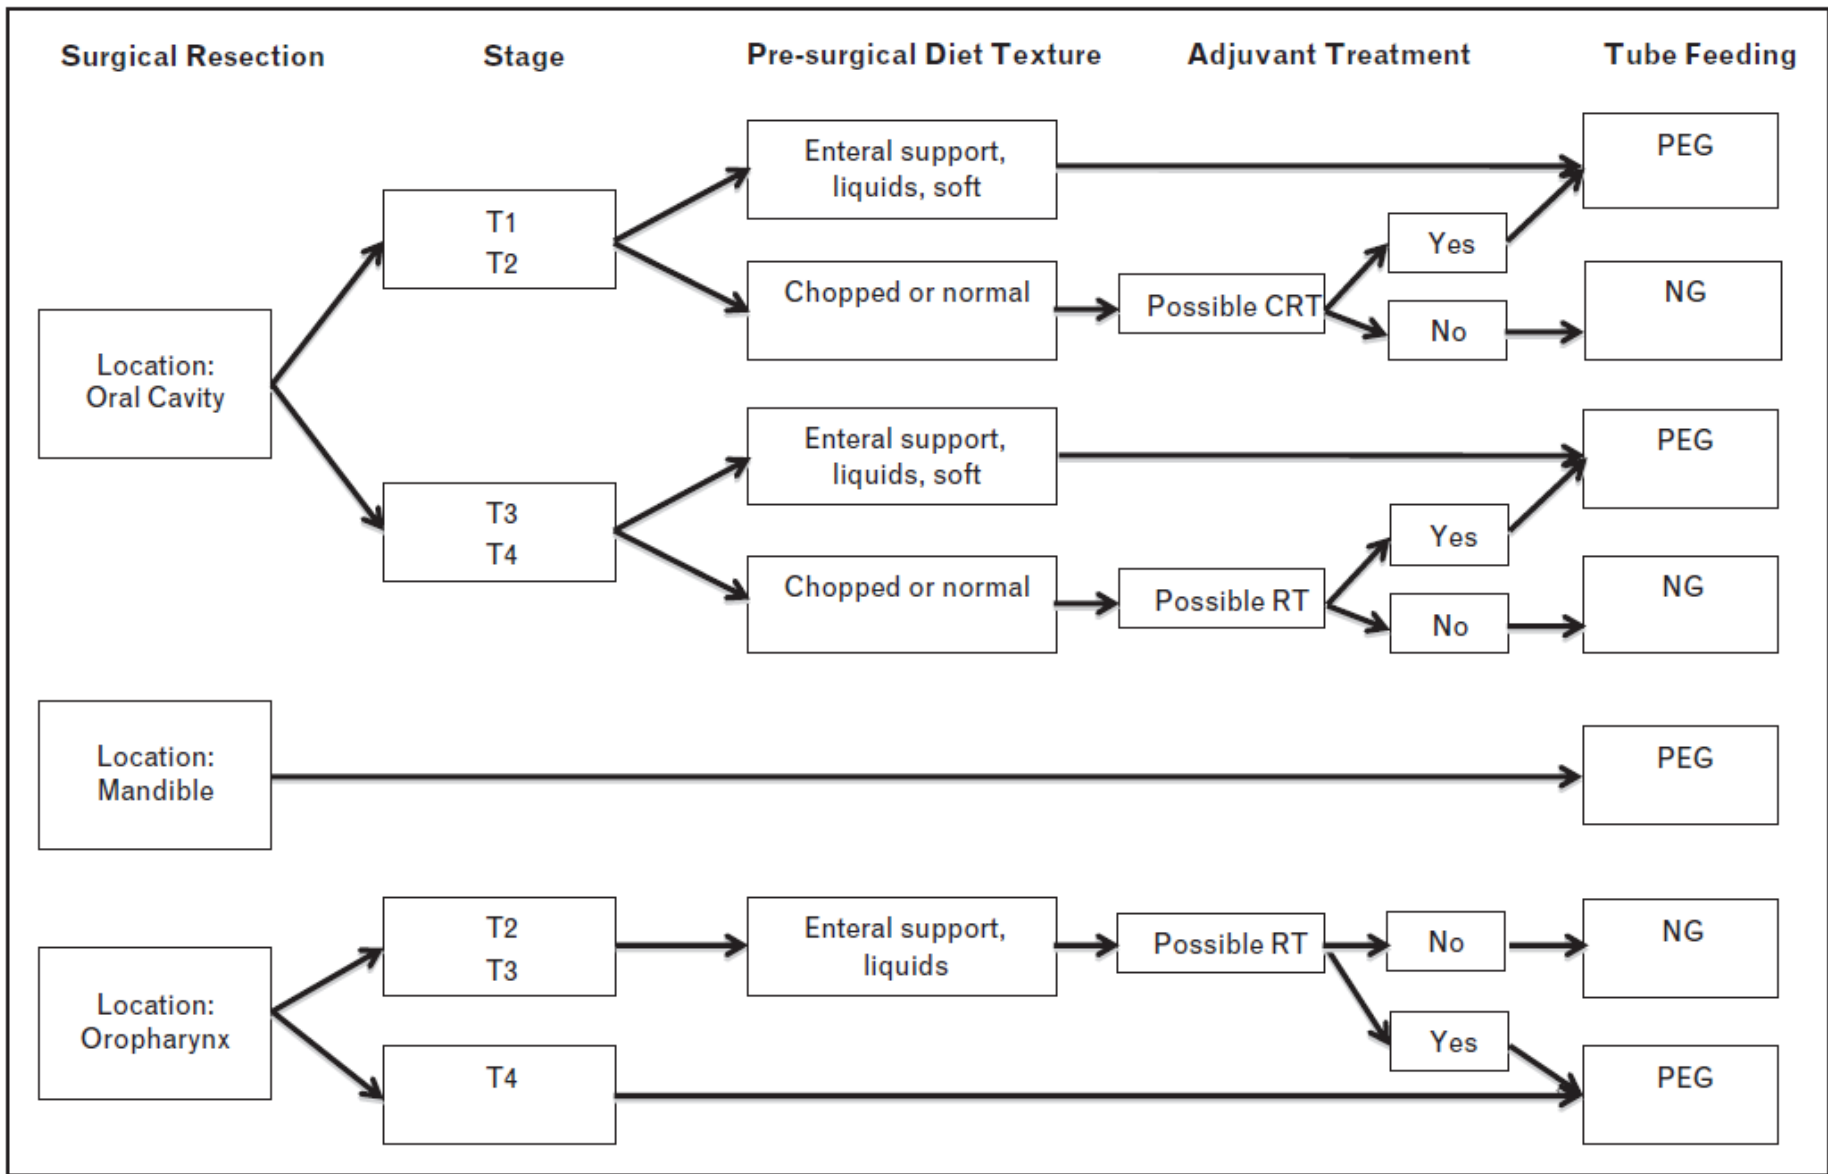 Surgical Resection
Stage
Pre-surgical Diet Texture
Adjuvant Treatment
Tube Feeding
Location:
Oral Cavity
T1
T2
Enteral support,
liquids, soft
PEG
Chopped or normal
Possible CRT
Yes
No
NG
T3
T4
Enteral support,
liquids, soft
PEG
Chopped or normal
Possible RT
Yes
No
NG
Location:
Mandible
PEG
Location:
Oropharynx
T2
T3
Enteral support,
liquids
Possible RT
No
NG
Yes
T4
PEG